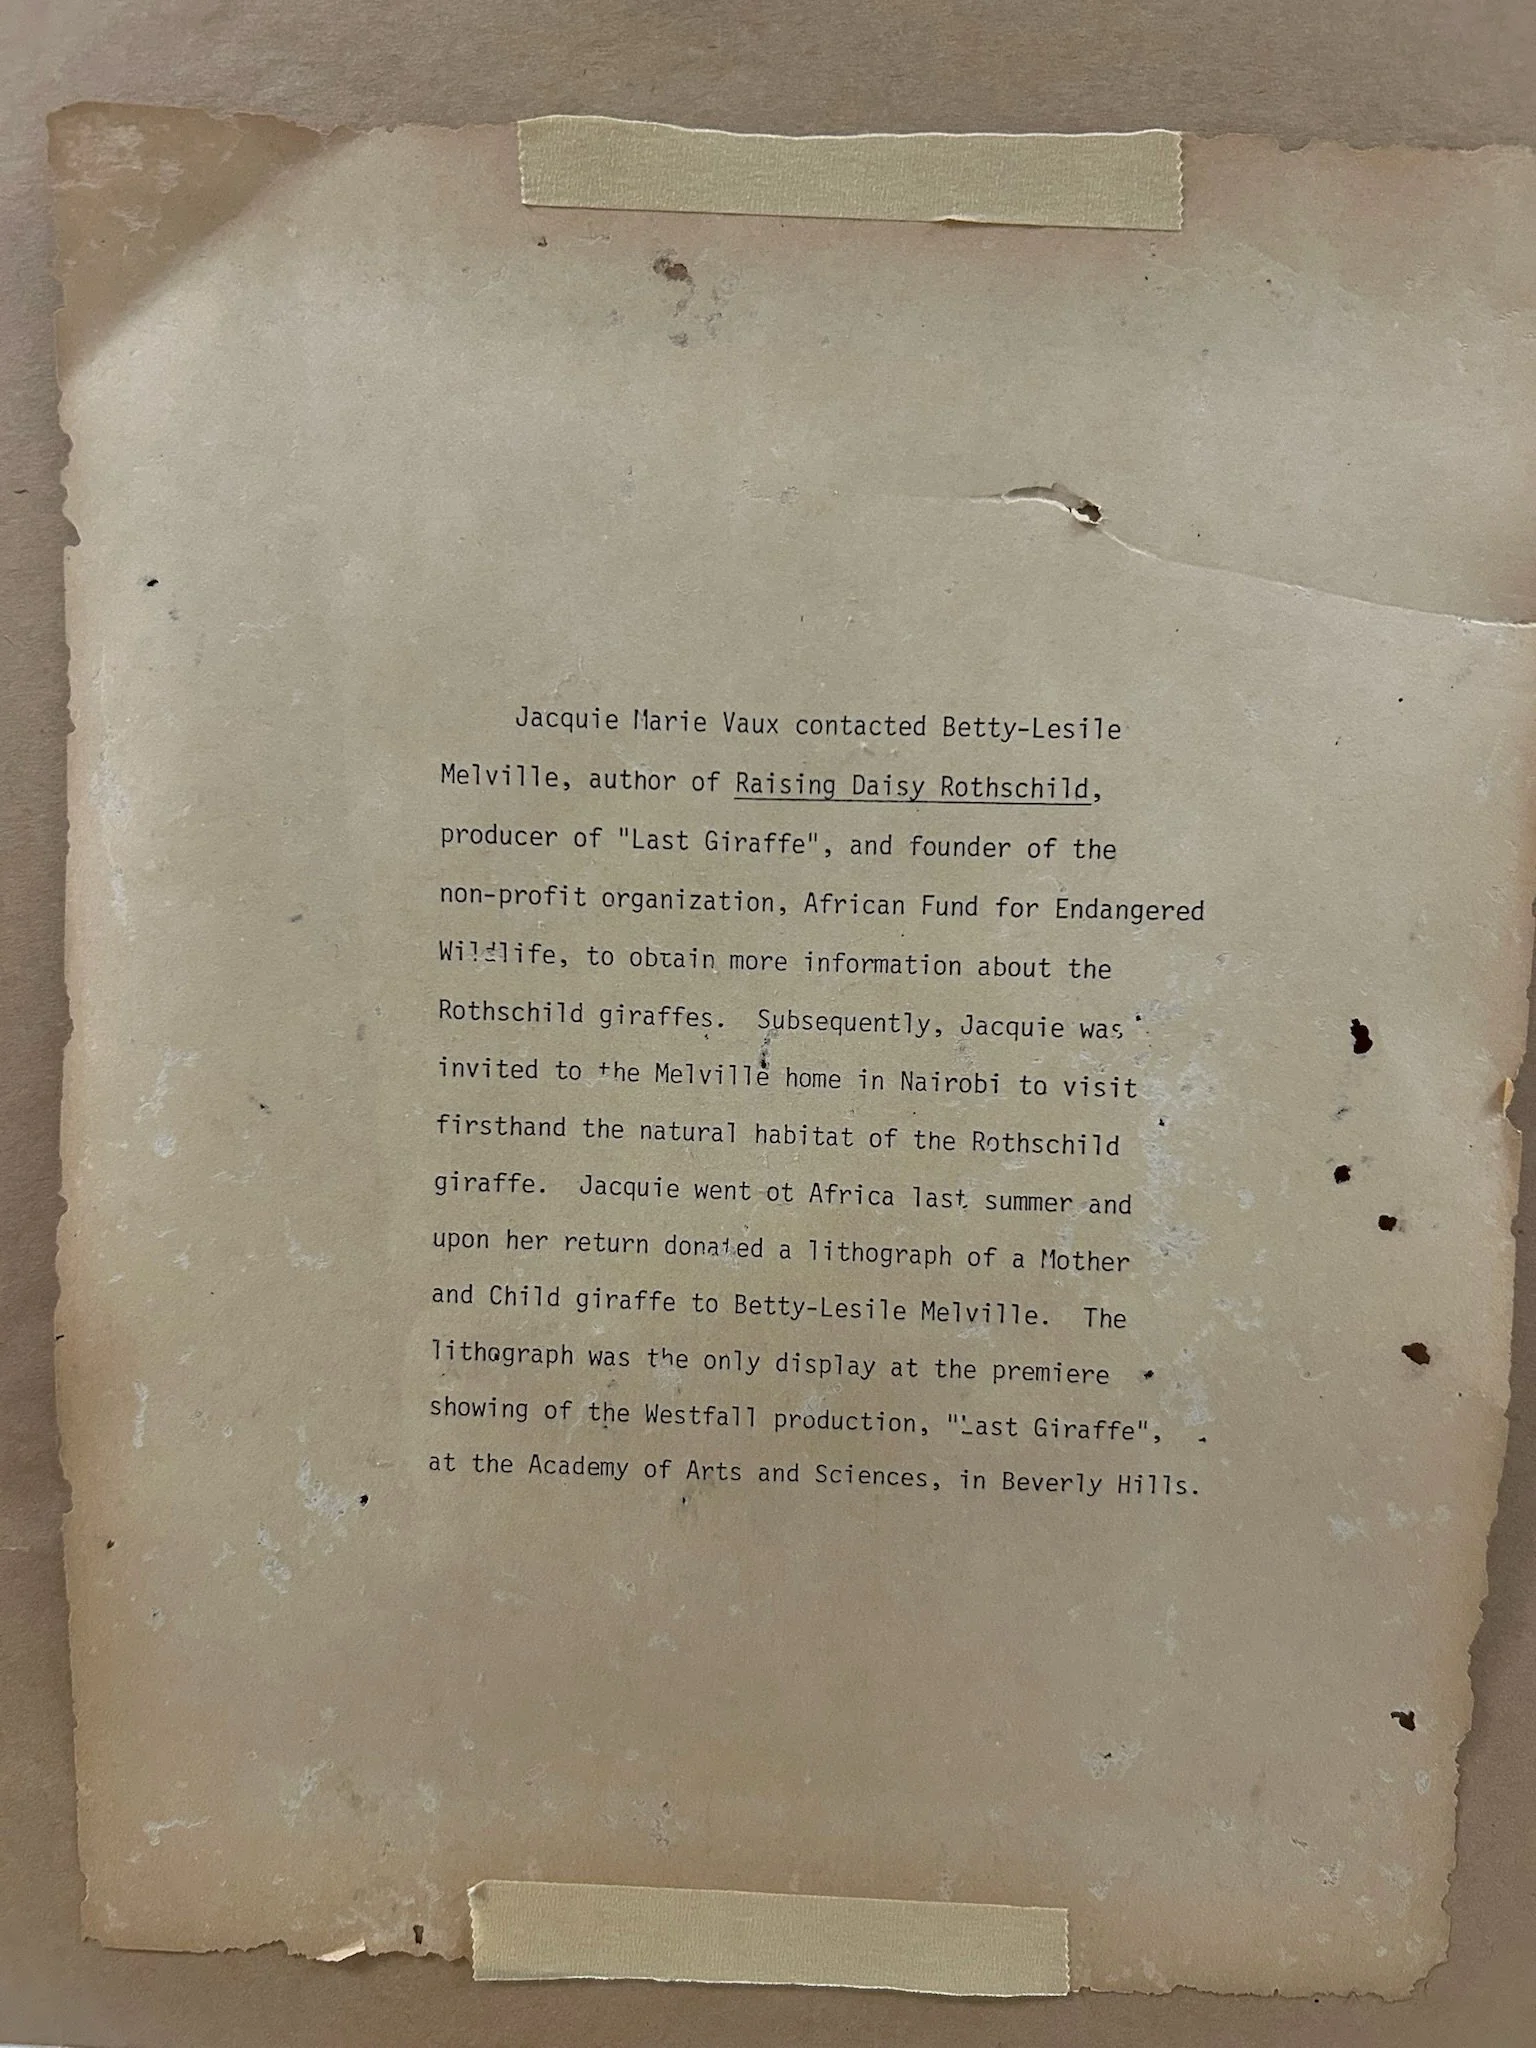 Jacquie Marie Vaux contacted Betty-Lesile
Melville, author of Raising Daisy Rothschild,
producer of "Last Giraffe", and founder of the
non-profit organization, African Fund for Endangered
Wildlife, to obtain more information about the
Rothschild giraffes. Subsequently, Jacquie was
invited to the Melville home in Nairobi to visit
firsthand the natural habitat of the Rothschild
giraffe. Jacquie went ot Africa last summer and
upon her return donated a lithograph of a Mother
and Child giraffe to Betty-Lesile Melville. The
lithograph was the only display at the premiere
showing of the Westfall production, "Last Giraffe",
at the Academy of Arts and Sciences, in Beverly Hills.